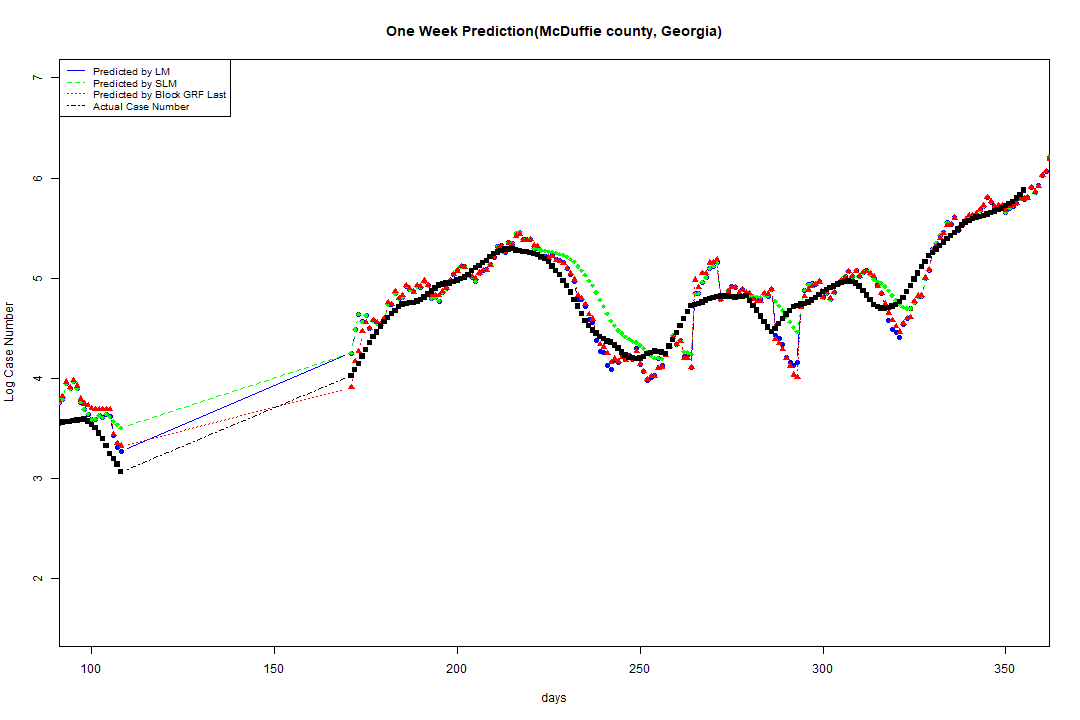 One Week Prediction(McDuffie county, Georgia)
Predicted by LM
Predicted by SLM
Predicted by Block GRF Last
Actual Case Number
Log Case Number
7
6
5
4
3
2
100 150 200 250 300 350
days